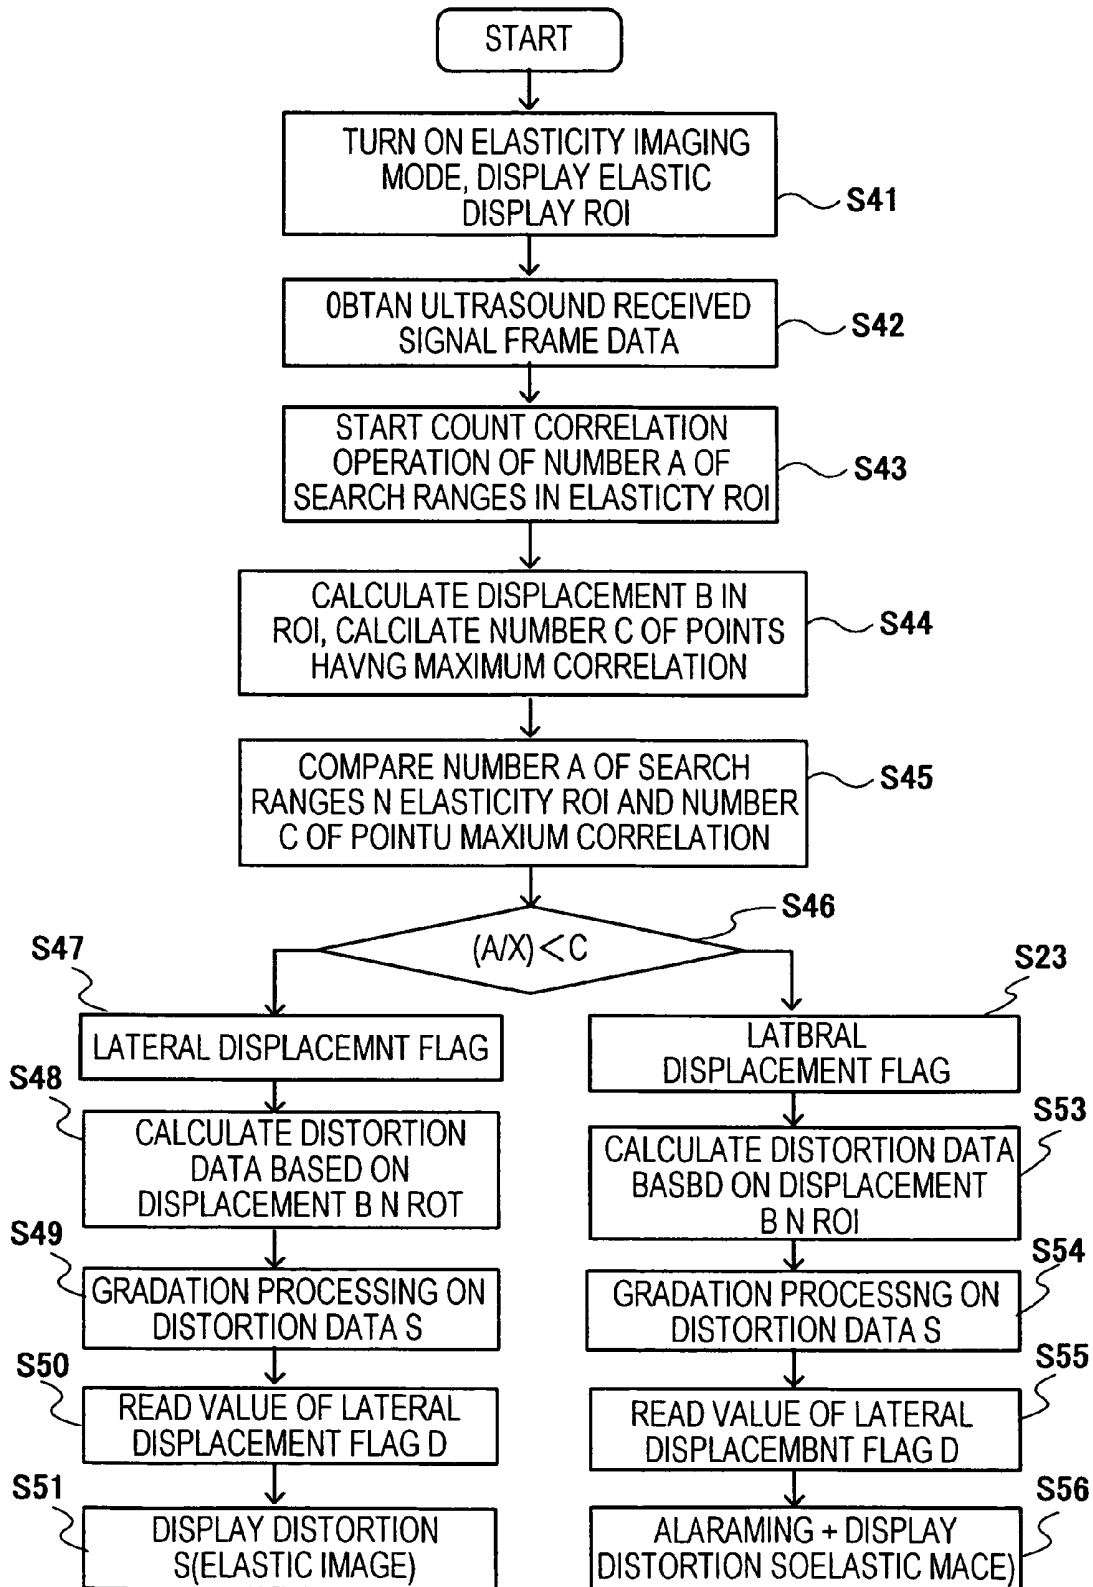 START
TURN ON ELASTICITY IMAGING
MODE, DISPLAY ELASTIC
DISPLAY ROI
S41
0BTAN ULTRASOUND RECEIVED
SIGNAL FRAME DATA
S42
START COUNT CORRELATION
OPERATION OF NUMBER A OF
SEARCH RANGES IN ELASTICTY ROI
S43
CALCULATE DISPLACEMENT B IN
ROI, CALCILATE NUMBER C OF POINTS
HAVNG MAXIMUM CORRELATION
S44
COMPARE NUMBER A OF SEARCH
RANGES N ELASTICITY ROI AND NUMBER
C OF POINTU MAXIUM CORRELATION
S45
(A/X)<C
S46
S47
LATERAL DISPLACEMNT FLAG
S48
CALCULATE DISTORTION
DATA BASED ON
DISPLACEMENT B N ROT
S49
GRADATION PROCESSING ON
DISTORTION DATA S
S50
READ VALUE OF LATERAL
DISPLACEMENT FLAG D
S51
DISPLAY DISTORTION
S(ELASTIC IMAGE)
S23
LATBRAL
DISPLACEMENT FLAG
S53
CALCULATE DISTORTION DATA
BASBD ON DISPLACEMENT
B N ROI
S54
GRADATION PROCESSNG ON
DISTORTION DATA S
S55
READ VALUE OF LATERAL
DISPLACEMBNT FLAG D
S56
ALARAMING + DISPLAY
DISTORTION SOELASTIC MACE)